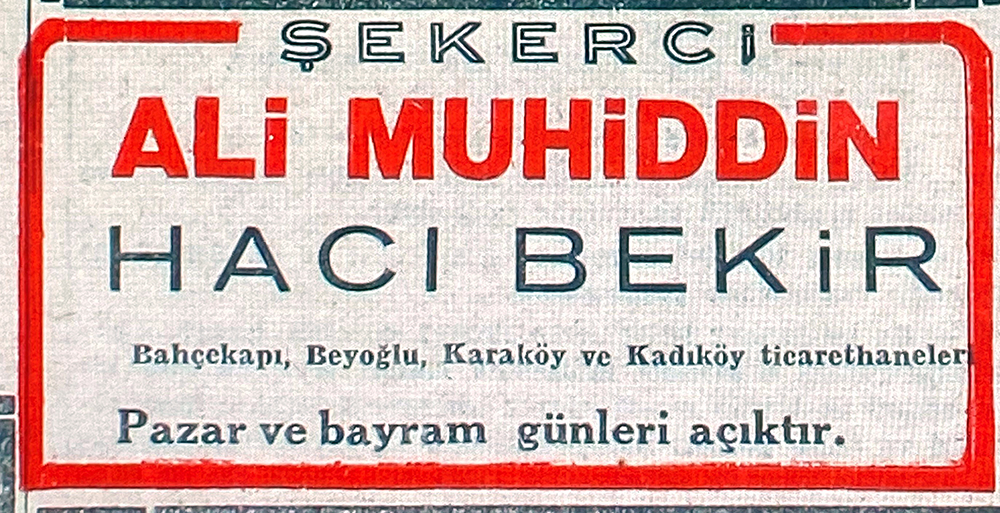 ŞEKERCİ
ALİ MUHİDDİN
HACI BEKİR
Bahçekapı, Beyoğlu, Karaköy ve Kadıköy ticarethaneleri
Pazar ve bayram günleri açıktır.